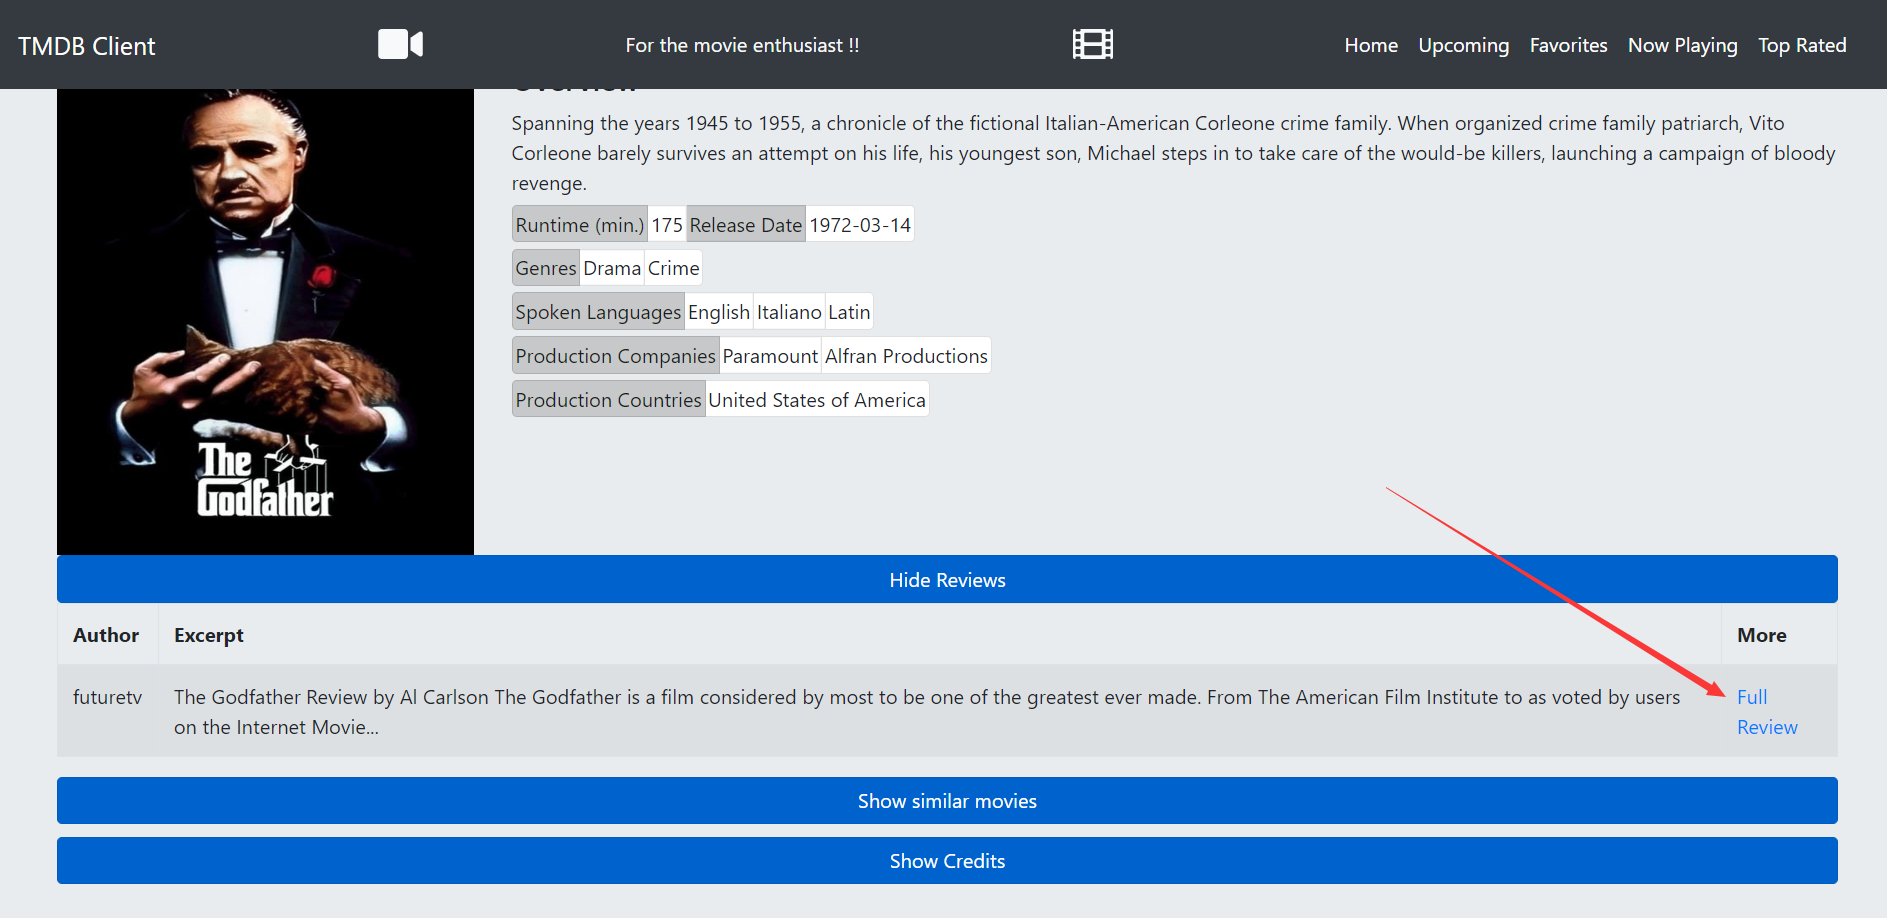 TMDB Client
For the movie enthusiast !!
Home Upcoming Favorites Now Playing Top Rated
Overview
Spanning the years 1945 to 1955, a chronicle of the fictional Italian-American Corleone crime family. When organized crime family patriarch, Vito
Corleone barely survives an attempt on his life, his youngest son, Michael steps in to take care of the would-be killers, launching a campaign of bloody
revenge.
Runtime (min.) 175 Release Date 1972-03-14
Genres Drama Crime
Spoken Languages English Italiano Latin
Production Companies Paramount Alfran Productions
Production Countries United States of America
The
Godfather
Hide Reviews
Author Excerpt More
futuretv The Godfather Review by Al Carlson The Godfather is a film considered by most to be one of the greatest ever made. From The American Film Institute to as voted by users Full
on the Internet Movie... Review
Show similar movies
Show Credits